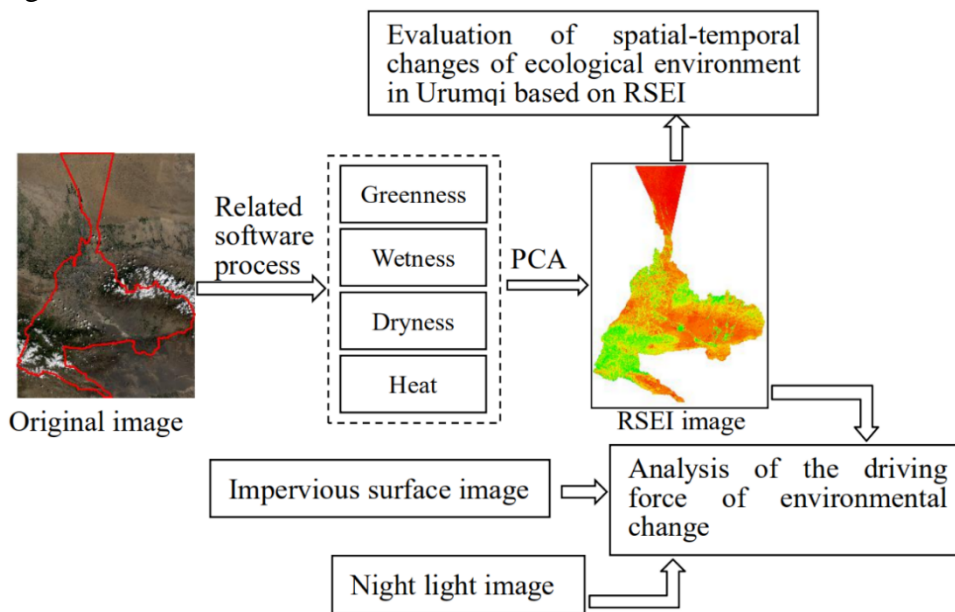 Evaluation of spatial-temporal
changes of ecological environment
in Urumqi based on RSEI
Related
software
process
Greenness
Wetness
Dryness
Heat
PCA
Original image
RSEI image
Impervious surface image
Analysis of the driving
force of environmental
change
Night light image